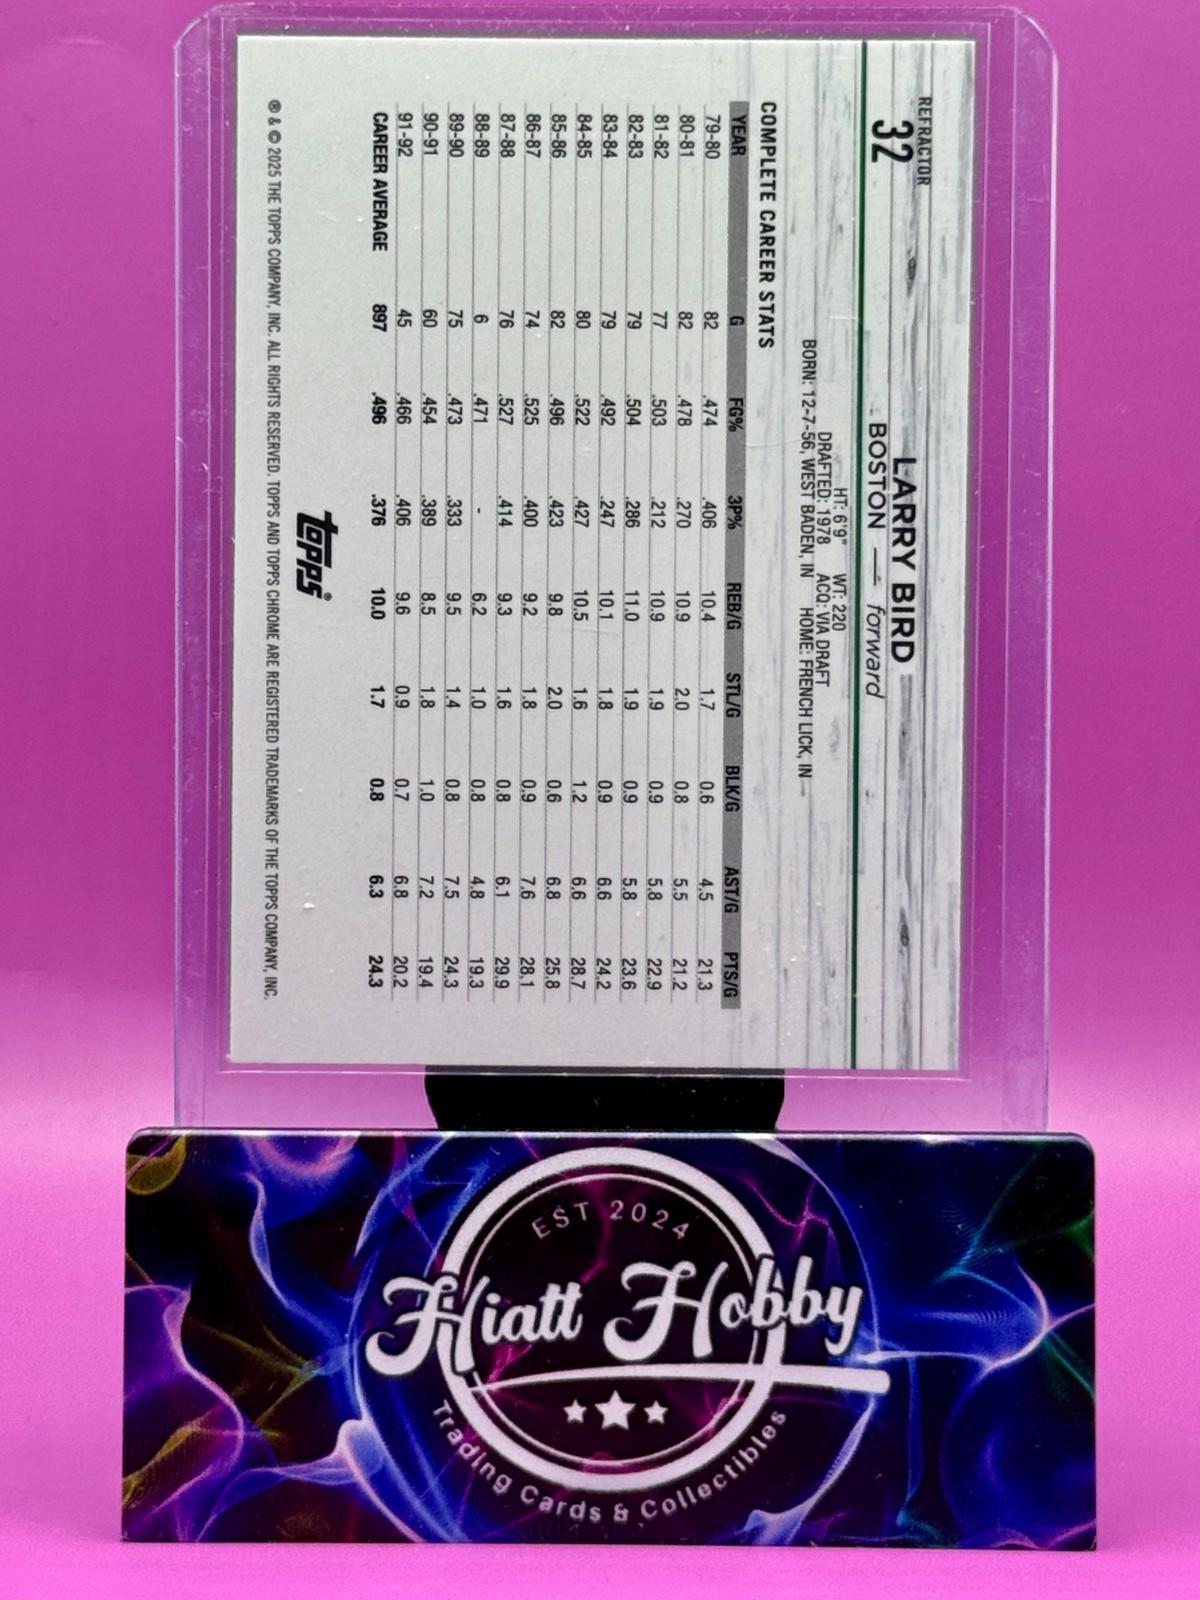 REFRACTOR
32
LARRY BIRD
BOSTON — forward
HT: 6'9" WT: 220
DRAFTED: 1978 ACQ: VIA DRAFT
BORN: 12-7-56, WEST BADEN, IN HOME: FRENCH LICK, IN
COMPLETE CAREER STATS
YEAR G FG% 3P% REB/G STL/G BLK/G AST/G PTS/G
79-80 82 .474 .406 10.4 1.7 0.6 4.5 21.3
80-81 82 .478 .270 10.9 2.0 0.8 5.5 21.2
81-82 77 .503 .212 10.9 1.9 0.9 5.8 22.9
82-83 79 .504 .286 11.0 1.9 0.9 5.8 23.6
83-84 79 .492 .247 10.1 1.8 0.9 6.6 24.2
84-85 80 .522 .427 10.5 1.6 1.2 6.6 28.7
85-86 82 .496 .423 9.8 2.0 0.6 6.8 25.8
86-87 74 .525 .400 9.2 1.8 0.9 7.6 28.1
87-88 76 .527 .414 9.3 1.6 0.8 6.1 29.9
88-89 6 .471 - 6.2 1.0 0.8 4.8 19.3
89-90 75 .473 .333 9.5 1.4 0.8 7.5 24.3
90-91 60 .454 .389 8.5 1.8 1.0 7.2 19.4
91-92 45 .466 .406 9.6 0.9 0.7 6.8 20.2
CAREER AVERAGE 897 .496 .376 10.0 1.7 0.8 6.3 24.3
topps®
® & © 2025 THE TOPPS COMPANY, INC. ALL RIGHTS RESERVED. TOPPS AND TOPPS CHROME ARE REGISTERED TRADEMARKS OF THE TOPPS COMPANY, INC.
EST 2024
Hiatt Hobby
Trading Cards & Collectibles